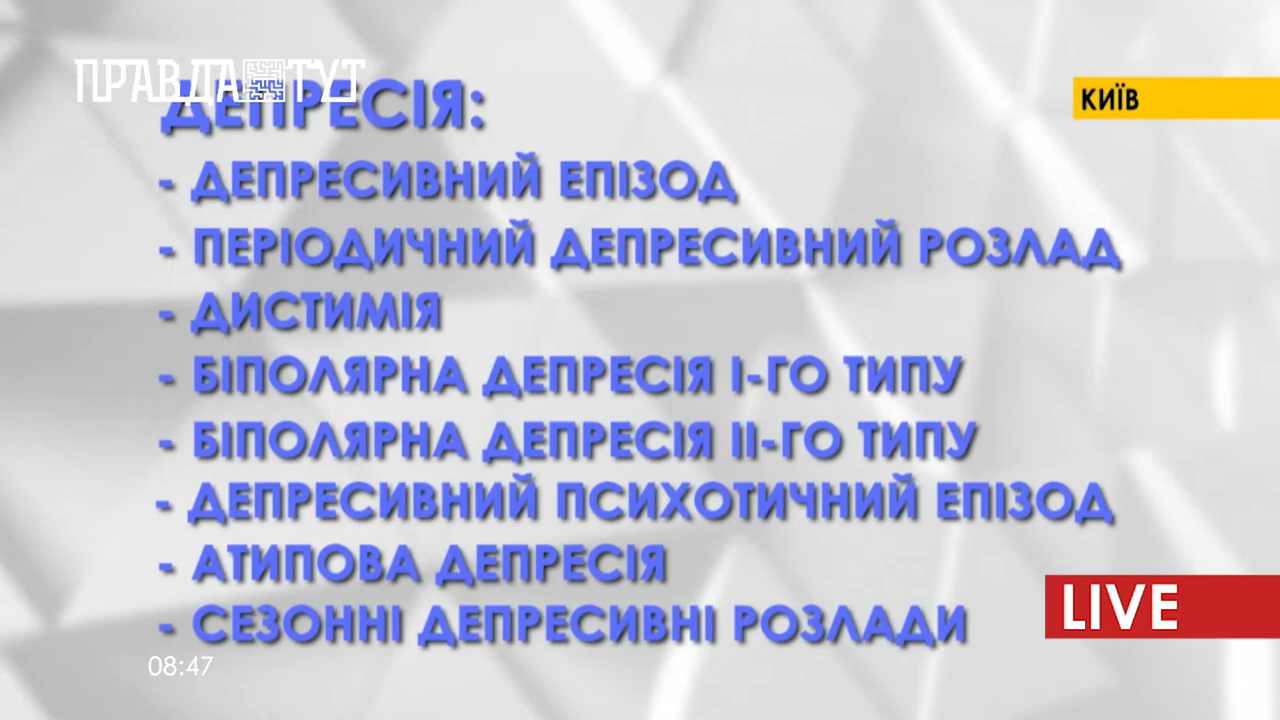 ПРАВДА ТУТ
КИЇВ
ДЕПРЕСІЯ:
- ДЕПРЕСИВНИЙ ЕПІЗОД
- ПЕРІОДИЧНИЙ ДЕПРЕСИВНИЙ РОЗЛАД
- ДИСТИМІЯ
- БІПОЛЯРНА ДЕПРЕСІЯ І-ГО ТИПУ
- БІПОЛЯРНА ДЕПРЕСІЯ ІІ-ГО ТИПУ
- ДЕПРЕСИВНИЙ ПСИХОТИЧНИЙ ЕПІЗОД
- АТИПОВА ДЕПРЕСІЯ
- СЕЗОННІ ДЕПРЕСИВНІ РОЗЛАДИ
LIVE
08:47